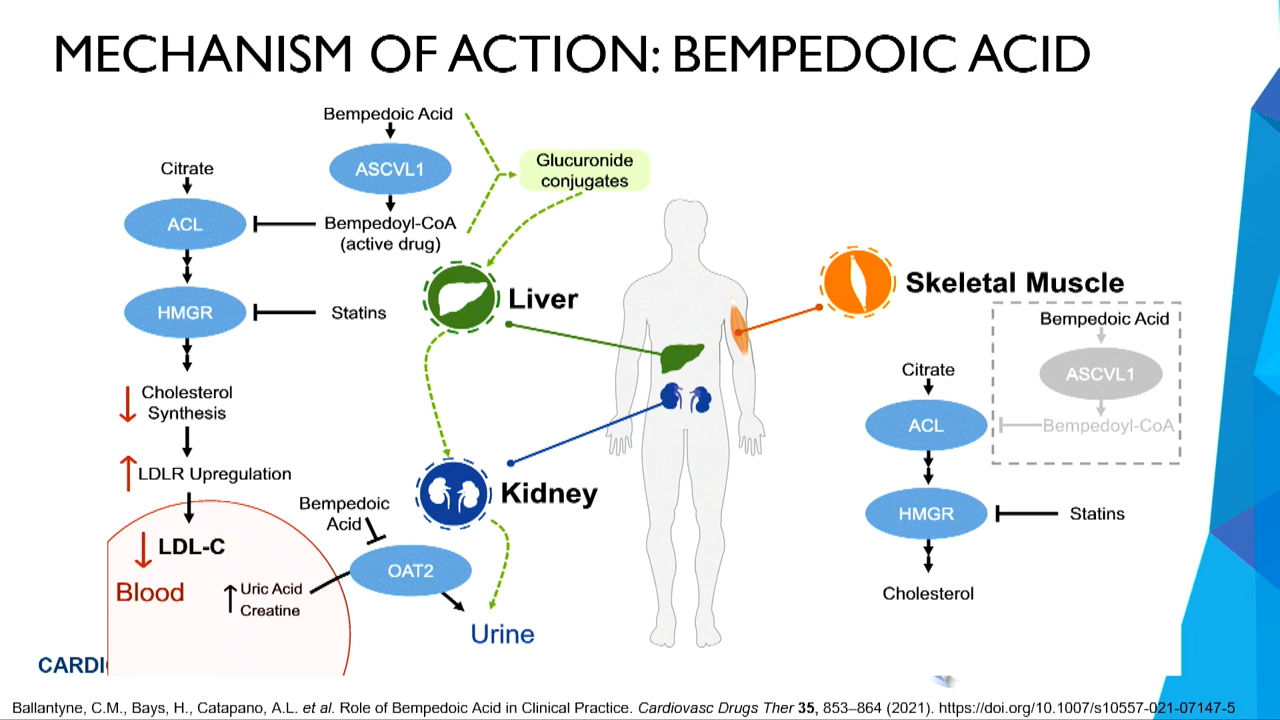 MECHANISM OF ACTION: BEMPEDOIC ACID
Bempedoic Acid
ASCVL1
Bempedoyl-CoA
(active drug)
Glucuronide
conjugates
Citrate
ACL
HMGR
Statins
Cholesterol
Synthesis
LDLR Upregulation
LDL-C
Blood
Liver
Kidney
Bempedoic
Acid
OAT2
Uric Acid
Creatine
Urine
Skeletal Muscle
Bempedoic Acid
ASCVL1
Bempedoyl-CoA
Citrate
ACL
HMGR
Statins
Cholesterol
CARDI
Ballantyne, C.M., Bays, H., Catapano, A.L. et al. Role of Bempedoic Acid in Clinical Practice. Cardiovasc Drugs Ther 35, 853–864 (2021). https://doi.org/10.1007/s10557-021-07147-5